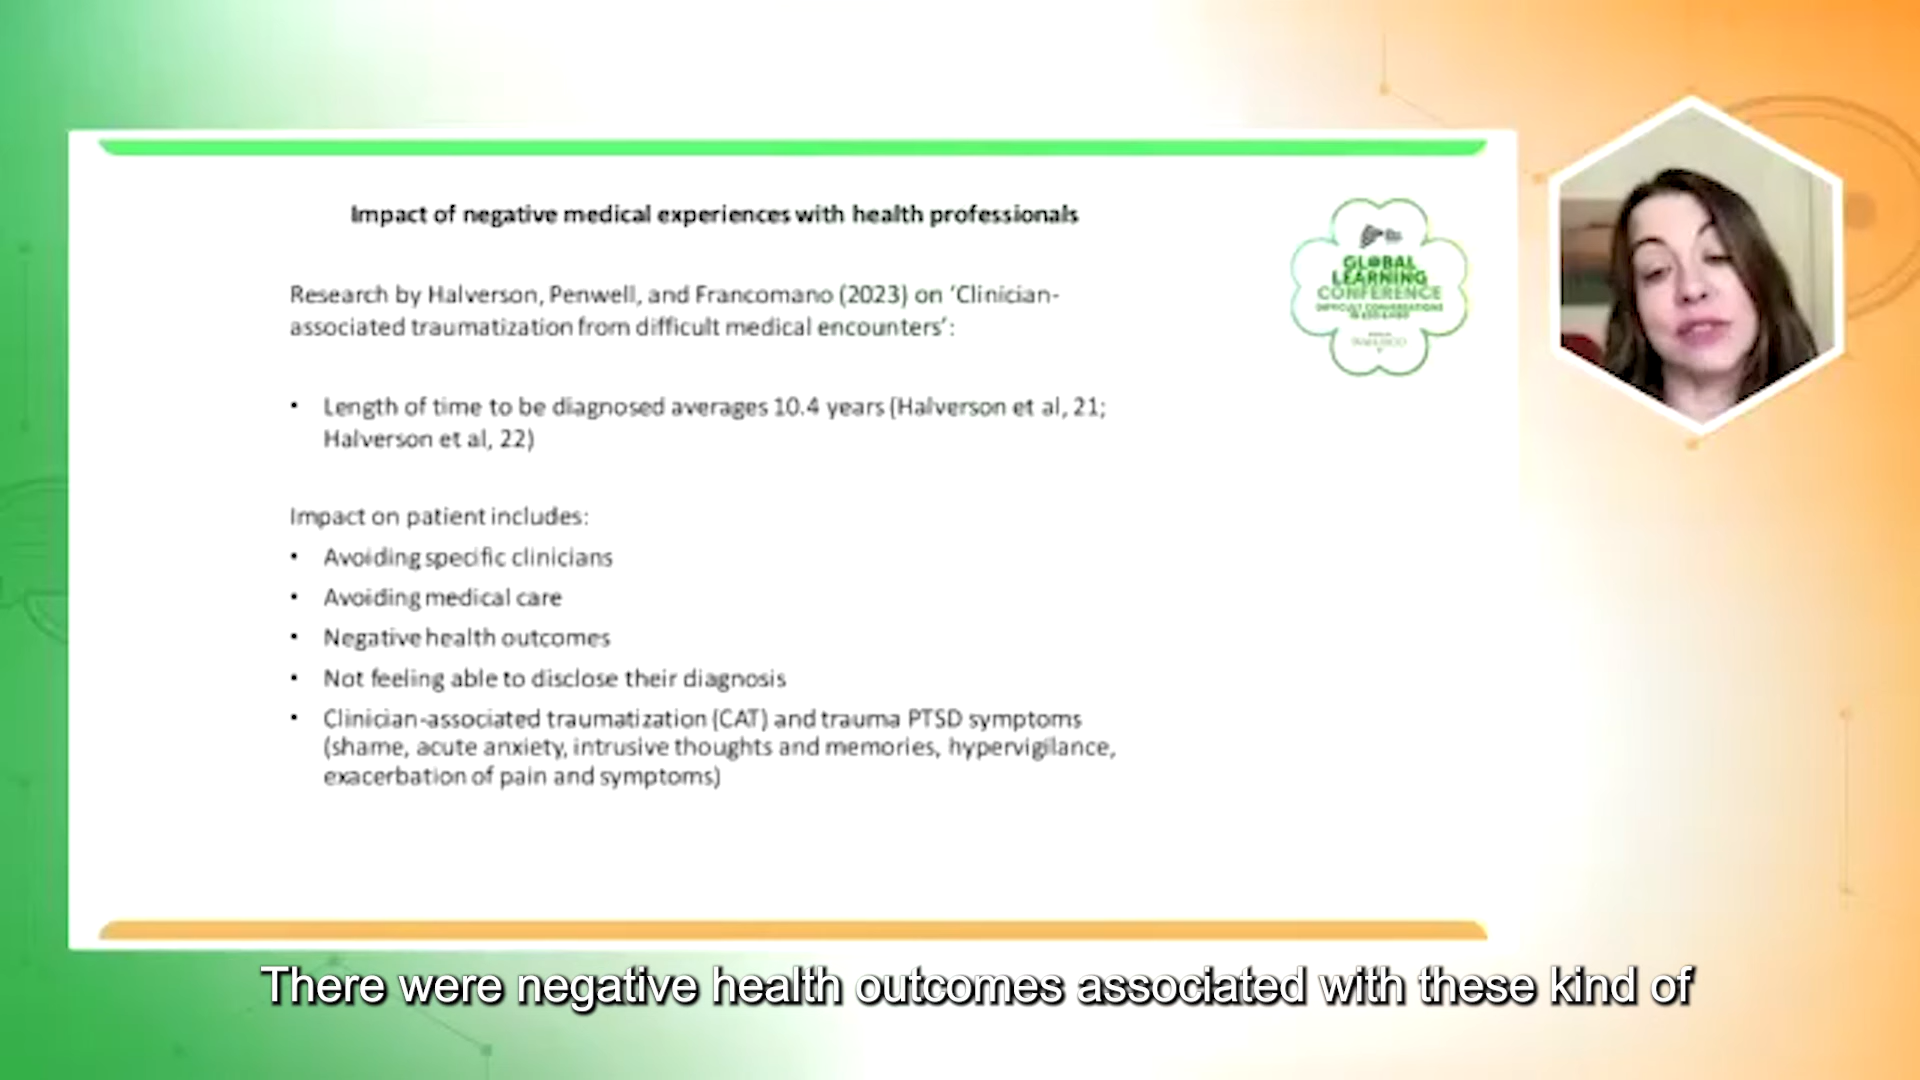 Impact of negative medical experiences with health professionals
GLOBAL
LEARNING
CONFERENCE
DIFFICULT CONVERSATIONS
Research by Halverson, Penwell, and Francomano (2023) on ‘Clinician-
associated traumatization from difficult medical encounters’:
• Length of time to be diagnosed averages 10.4 years (Halverson et al, 21;
Halverson et al, 22)
Impact on patient includes:
• Avoiding specific clinicians
• Avoiding medical care
• Negative health outcomes
• Not feeling able to disclose their diagnosis
• Clinician-associated traumatization (CAT) and trauma PTSD symptoms
(shame, acute anxiety, intrusive thoughts and memories, hypervigilance,
exacerbation of pain and symptoms)
There were negative health outcomes associated with these kind of